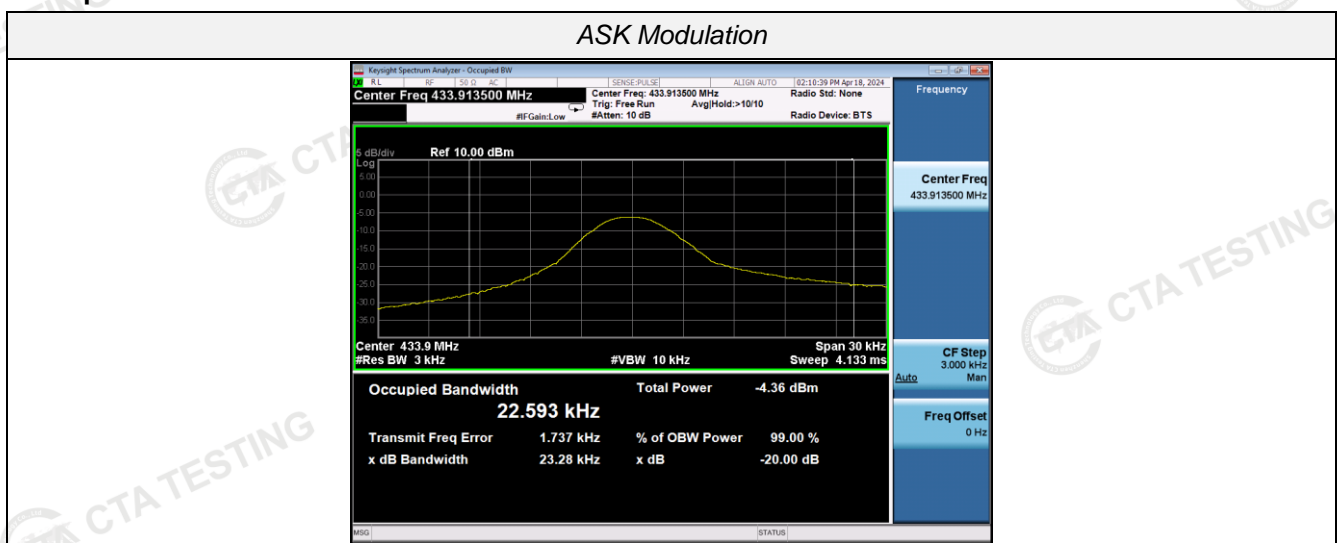 ASK Modulation
Keysight Spectrum Analyzer - Occupied BW
RL RF 50 Ω AC SENSE:PULSE ALIGN AUTO 02:10:39 PM Apr 18, 2024
Center Freq 433.913500 MHz
Center Freq: 433.913500 MHz
Radio Std: None
Trig: Free Run Avg|Hold:>10/10
#IFGain:Low
#Atten: 10 dB
Radio Device: BTS
5 dB/div Ref 10.00 dBm
Log
5.00
0.00
-5.00
-10.0
-15.0
-20.0
-25.0
-30.0
-35.0
Center 433.9 MHz Span 30 kHz
#Res BW 3 kHz #VBW 10 kHz Sweep 4.133 ms
Occupied Bandwidth
22.593 kHz
Total Power -4.36 dBm
Transmit Freq Error 1.737 kHz % of OBW Power 99.00 %
x dB Bandwidth 23.28 kHz x dB -20.00 dB
MSG STATUS
Frequency
Center Freq
433.913500 MHz
CF Step
3.000 kHz
Auto Man
Freq Offset
0 Hz
CTA TESTING
CTA TESTING
CTA